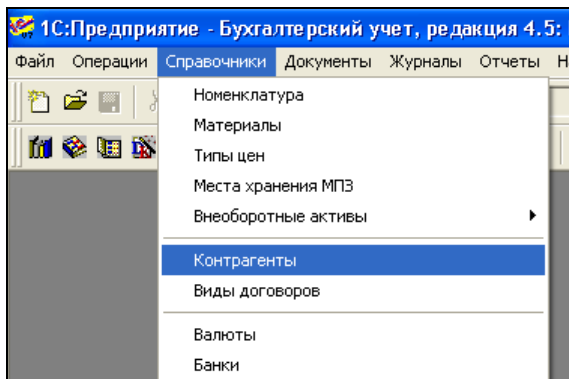 1С:Предприятие - Бухгалтерский учет, редакция 4.5:
Файл Операции Справочники Документы Журналы Отчеты Н
Номенклатура
Материалы
Типы цен
Места хранения МПЗ
Внеоборотные активы
Контрагенты
Виды договоров
Валюты
Банки